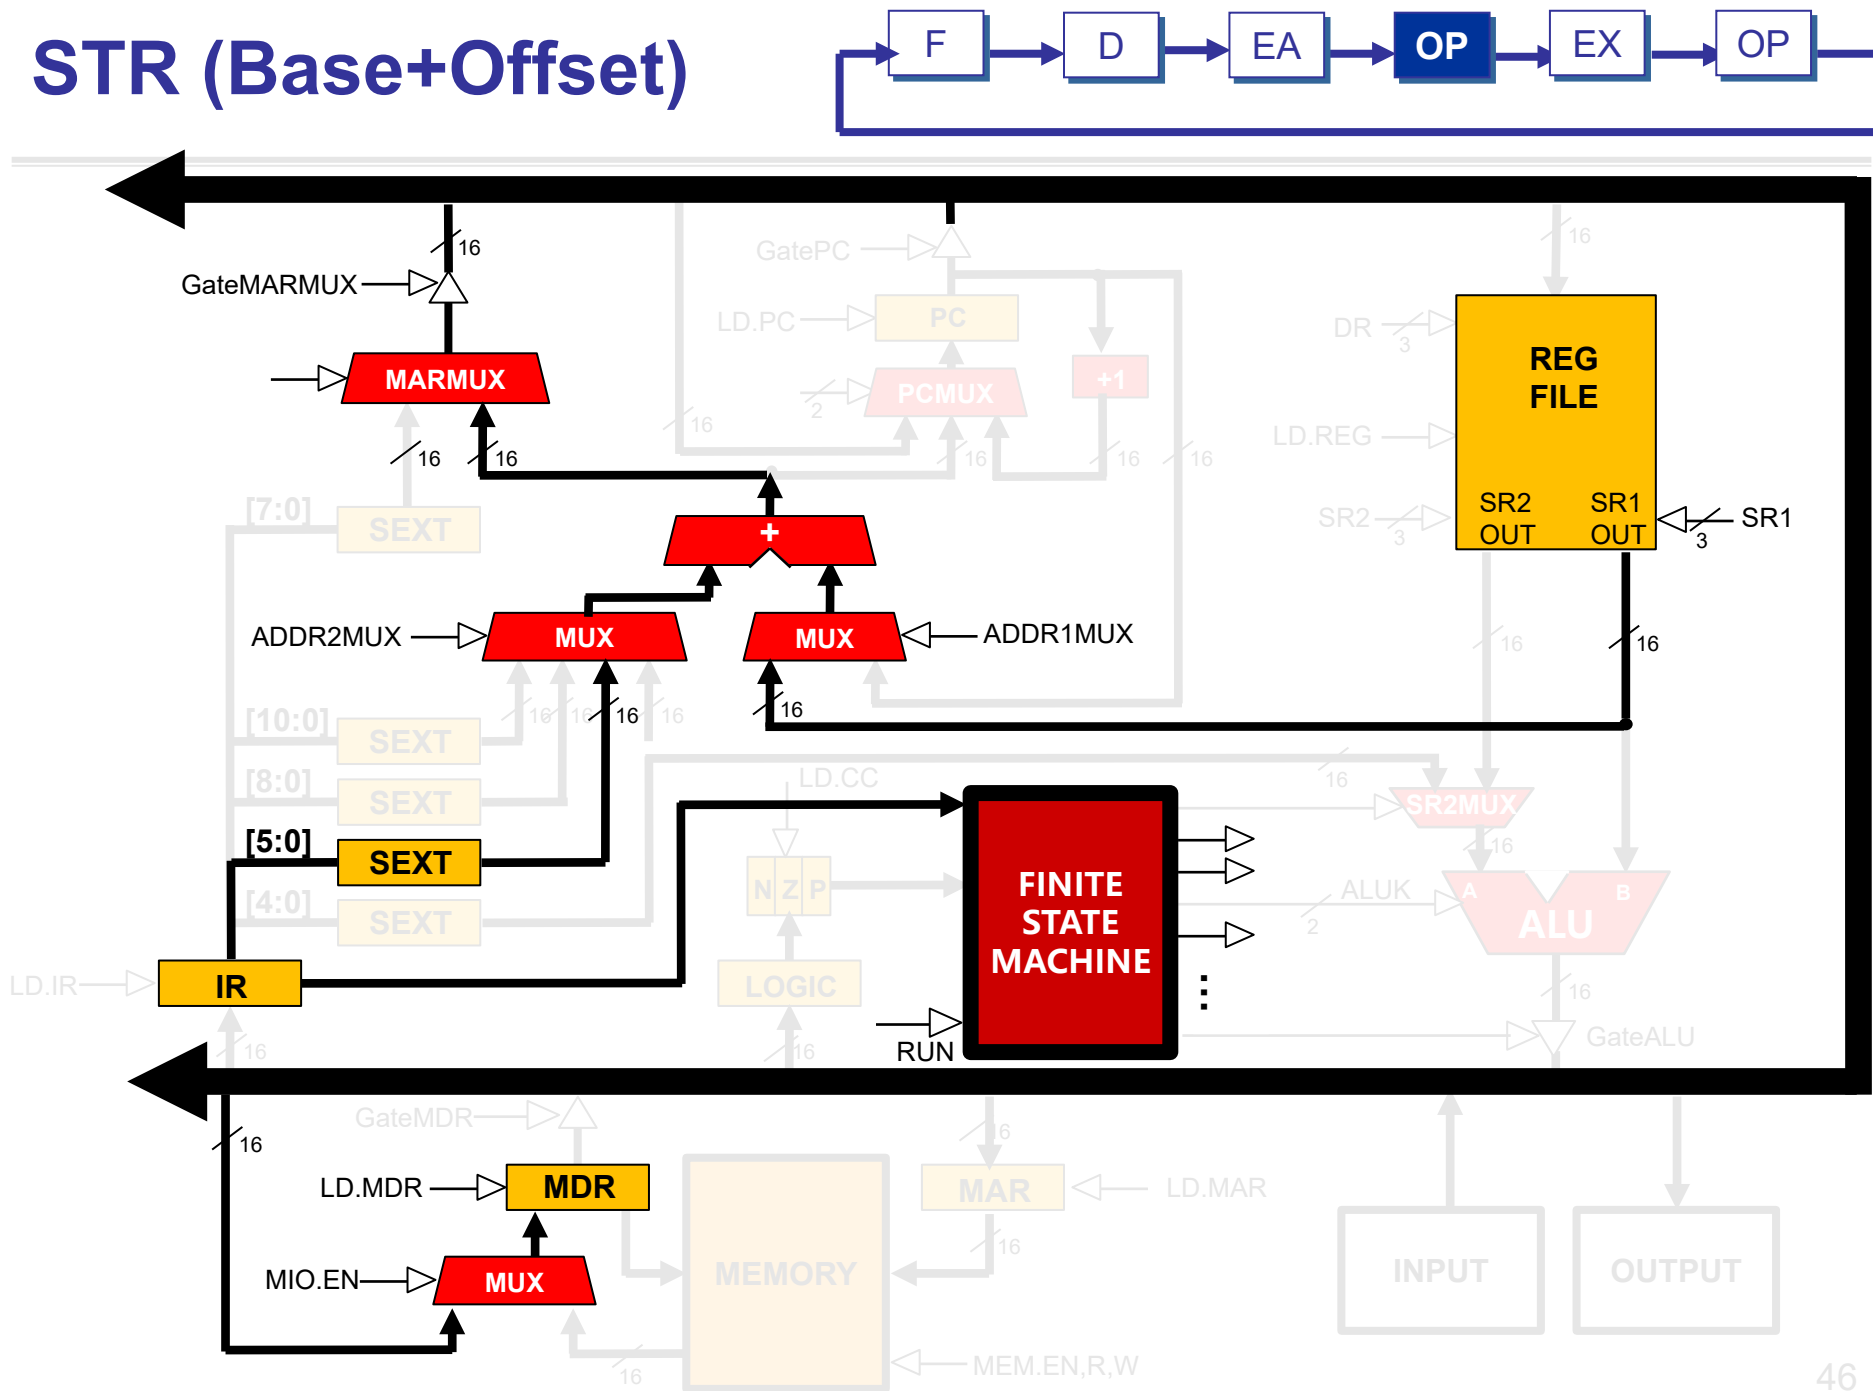 STR (Base+Offset)
F D EA OP EX OP
16
GateMARMUX
MARMUX
16 16
GatePC
LD.PC
PC
+1
2
PCMUX
16 16 16 16
16
DR
3
REG
FILE
LD.REG
SR2
3
SR2
OUT
SR1
OUT
SR1
3
[7:0]
SEXT
+
ADDR2MUX
MUX
MUX
ADDR1MUX
16 16
16 16 16 16
16
[10:0]
SEXT
[8:0]
SEXT
[5:0]
SEXT
[4:0]
SEXT
LD.CC
16
SR2MUX
16
N Z P
FINITE
STATE
MACHINE
ALUK
2
A
B
ALU
LD.IR
IR
LOGIC
16
...
16
16
RUN
GateALU
16
GateMDR
16
LD.MDR
MDR
MAR
LD.MAR
16
MIO.EN
MUX
MEMORY
INPUT
OUTPUT
16
MEM.EN,R,W
46